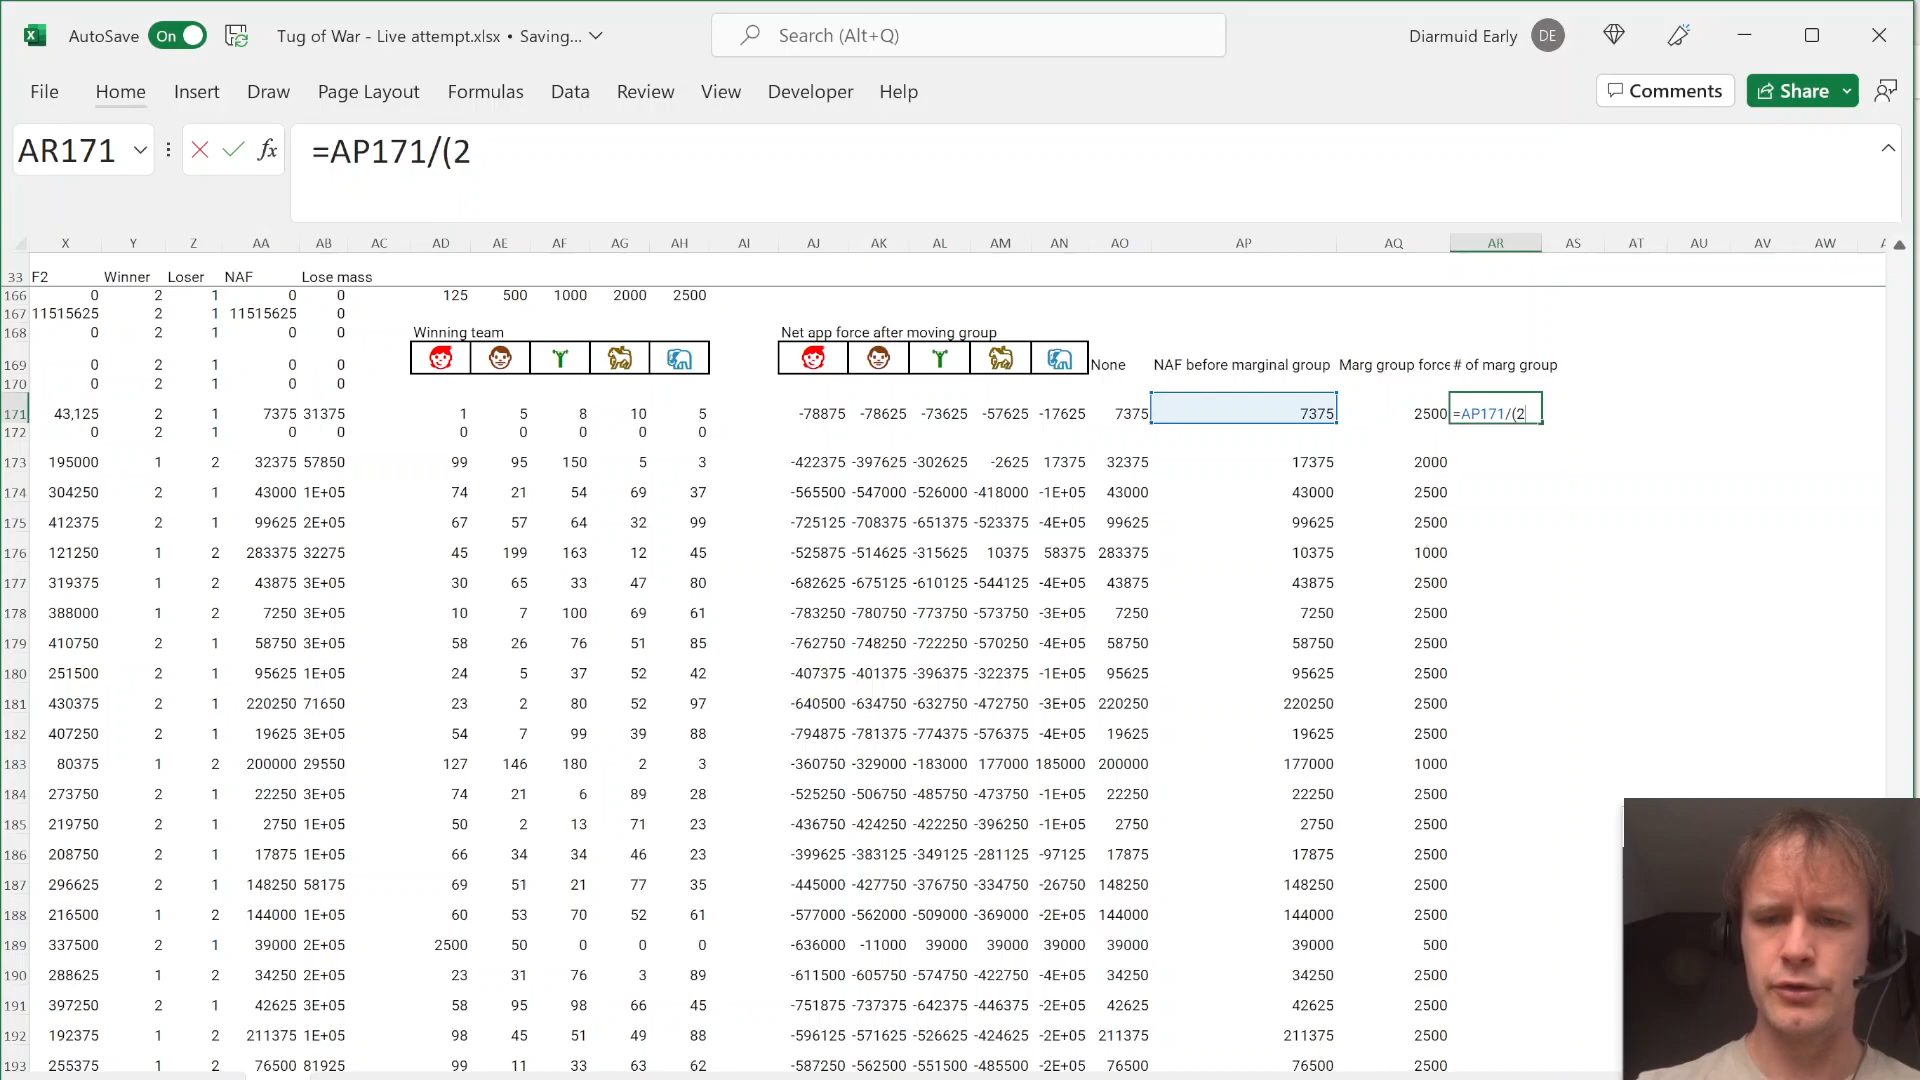 AutoSave On Tug of War - Live attempt.xlsx • Saving... Search (Alt+Q) Diarmuid Early DE
File Home Insert Draw Page Layout Formulas Data Review View Developer Help Comments Share
AR171 fx =AP171/(2
X Y Z AA AB AC AD AE AF AG AH AI AJ AK AL AM AN AO AP AQ AR AS AT AU AV AW
33 F2 Winner Loser NAF Lose mass
166 0 2 1 0 0 125 500 1000 2000 2500
167 11515625 2 1 11515625 0
168 0 2 1 0 0 Winning team Net app force after moving group
169 0 2 1 0 0 None NAF before marginal group Marg group force # of marg group
170 0 2 1 0 0
171 43,125 2 1 7375 31375 1 5 8 10 5 -78875 -78625 -73625 -57625 -17625 7375 7375 2500 =AP171/(2
172 0 2 1 0 0 0 0 0 0 0
173 195000 1 2 32375 57850 99 95 150 5 3 -422375 -397625 -302625 -2625 17375 32375 17375 2000
174 304250 2 1 43000 1E+05 74 21 54 69 37 -565500 -547000 -526000 -418000 -1E+05 43000 43000 2500
175 412375 2 1 99625 2E+05 67 57 64 32 99 -725125 -708375 -651375 -523375 -4E+05 99625 99625 2500
176 121250 1 2 283375 32275 45 199 163 12 45 -525875 -514625 -315625 10375 58375 283375 10375 1000
177 319375 1 2 43875 3E+05 30 65 33 47 80 -682625 -675125 -610125 -544125 -4E+05 43875 43875 2500
178 388000 1 2 7250 3E+05 10 7 100 69 61 -783250 -780750 -773750 -573750 -3E+05 7250 7250 2500
179 410750 2 1 58750 3E+05 58 26 76 51 85 -762750 -748250 -722250 -570250 -4E+05 58750 58750 2500
180 251500 2 1 95625 1E+05 24 5 37 52 42 -407375 -401375 -396375 -322375 -1E+05 95625 95625 2500
181 430375 2 1 220250 71650 23 2 80 52 97 -640500 -634750 -632750 -472750 -3E+05 220250 220250 2500
182 407250 2 1 19625 3E+05 54 7 99 39 88 -794875 -781375 -774375 -576375 -4E+05 19625 19625 2500
183 80375 1 2 200000 29550 127 146 180 2 3 -360750 -329000 -183000 177000 185000 200000 177000 1000
184 273750 2 1 22250 3E+05 74 21 6 89 28 -525250 -506750 -485750 -473750 -1E+05 22250 22250 2500
185 219750 2 1 2750 1E+05 50 2 13 71 23 -436750 -424250 -422250 -396250 -1E+05 2750 2750 2500
186 208750 2 1 17875 1E+05 66 34 34 46 23 -399625 -383125 -349125 -281125 -97125 17875 17875 2500
187 296625 2 1 148250 58175 69 51 21 77 35 -445000 -427750 -376750 -334750 -26750 148250 148250 2500
188 216500 1 2 144000 1E+05 60 53 70 52 61 -577000 -562000 -509000 -369000 -2E+05 144000 144000 2500
189 337500 2 1 39000 2E+05 2500 50 0 0 0 -636000 -11000 39000 39000 39000 39000 39000 500
190 288625 1 2 34250 2E+05 23 31 76 3 89 -611500 -605750 -574750 -422750 -4E+05 34250 34250 2500
191 397250 2 1 42625 3E+05 58 95 98 66 45 -751875 -737375 -642375 -446375 -2E+05 42625 42625 2500
192 192375 1 2 211375 1E+05 98 45 51 49 88 -596125 -571625 -526625 -424625 -2E+05 211375 211375 2500
193 255375 1 2 76500 81925 99 11 33 63 62 -587250 -562500 -551500 -485500 -2E+05 76500 76500 2500